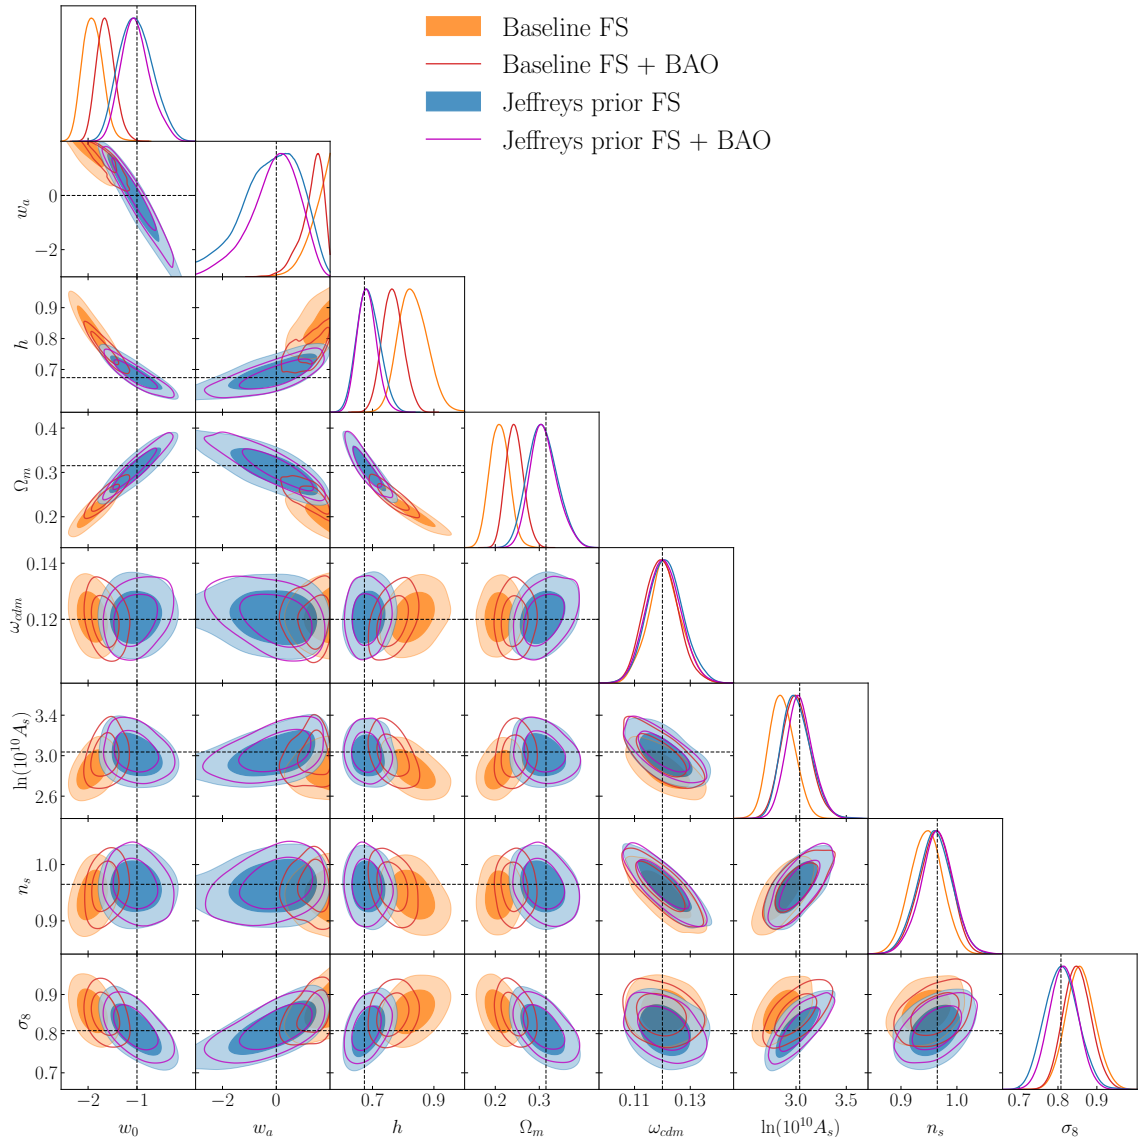 Baseline FS
Baseline FS + BAO
Jeffreys prior FS
Jeffreys prior FS + BAO
w_a
0
−2
h
0.9
0.8
0.7
Ω_m
0.4
0.3
0.2
ω_cdm
0.14
0.12
ln(10^10 A_s)
3.4
3.0
2.6
n_s
1.0
0.9
σ_8
0.9
0.8
0.7
−2 −1 0 0.7 0.9 0.2 0.3 0.11 0.13 3.0 3.5 0.9 1.0 0.7 0.8 0.9
w_0 w_a h Ω_m ω_cdm ln(10^10 A_s) n_s σ_8